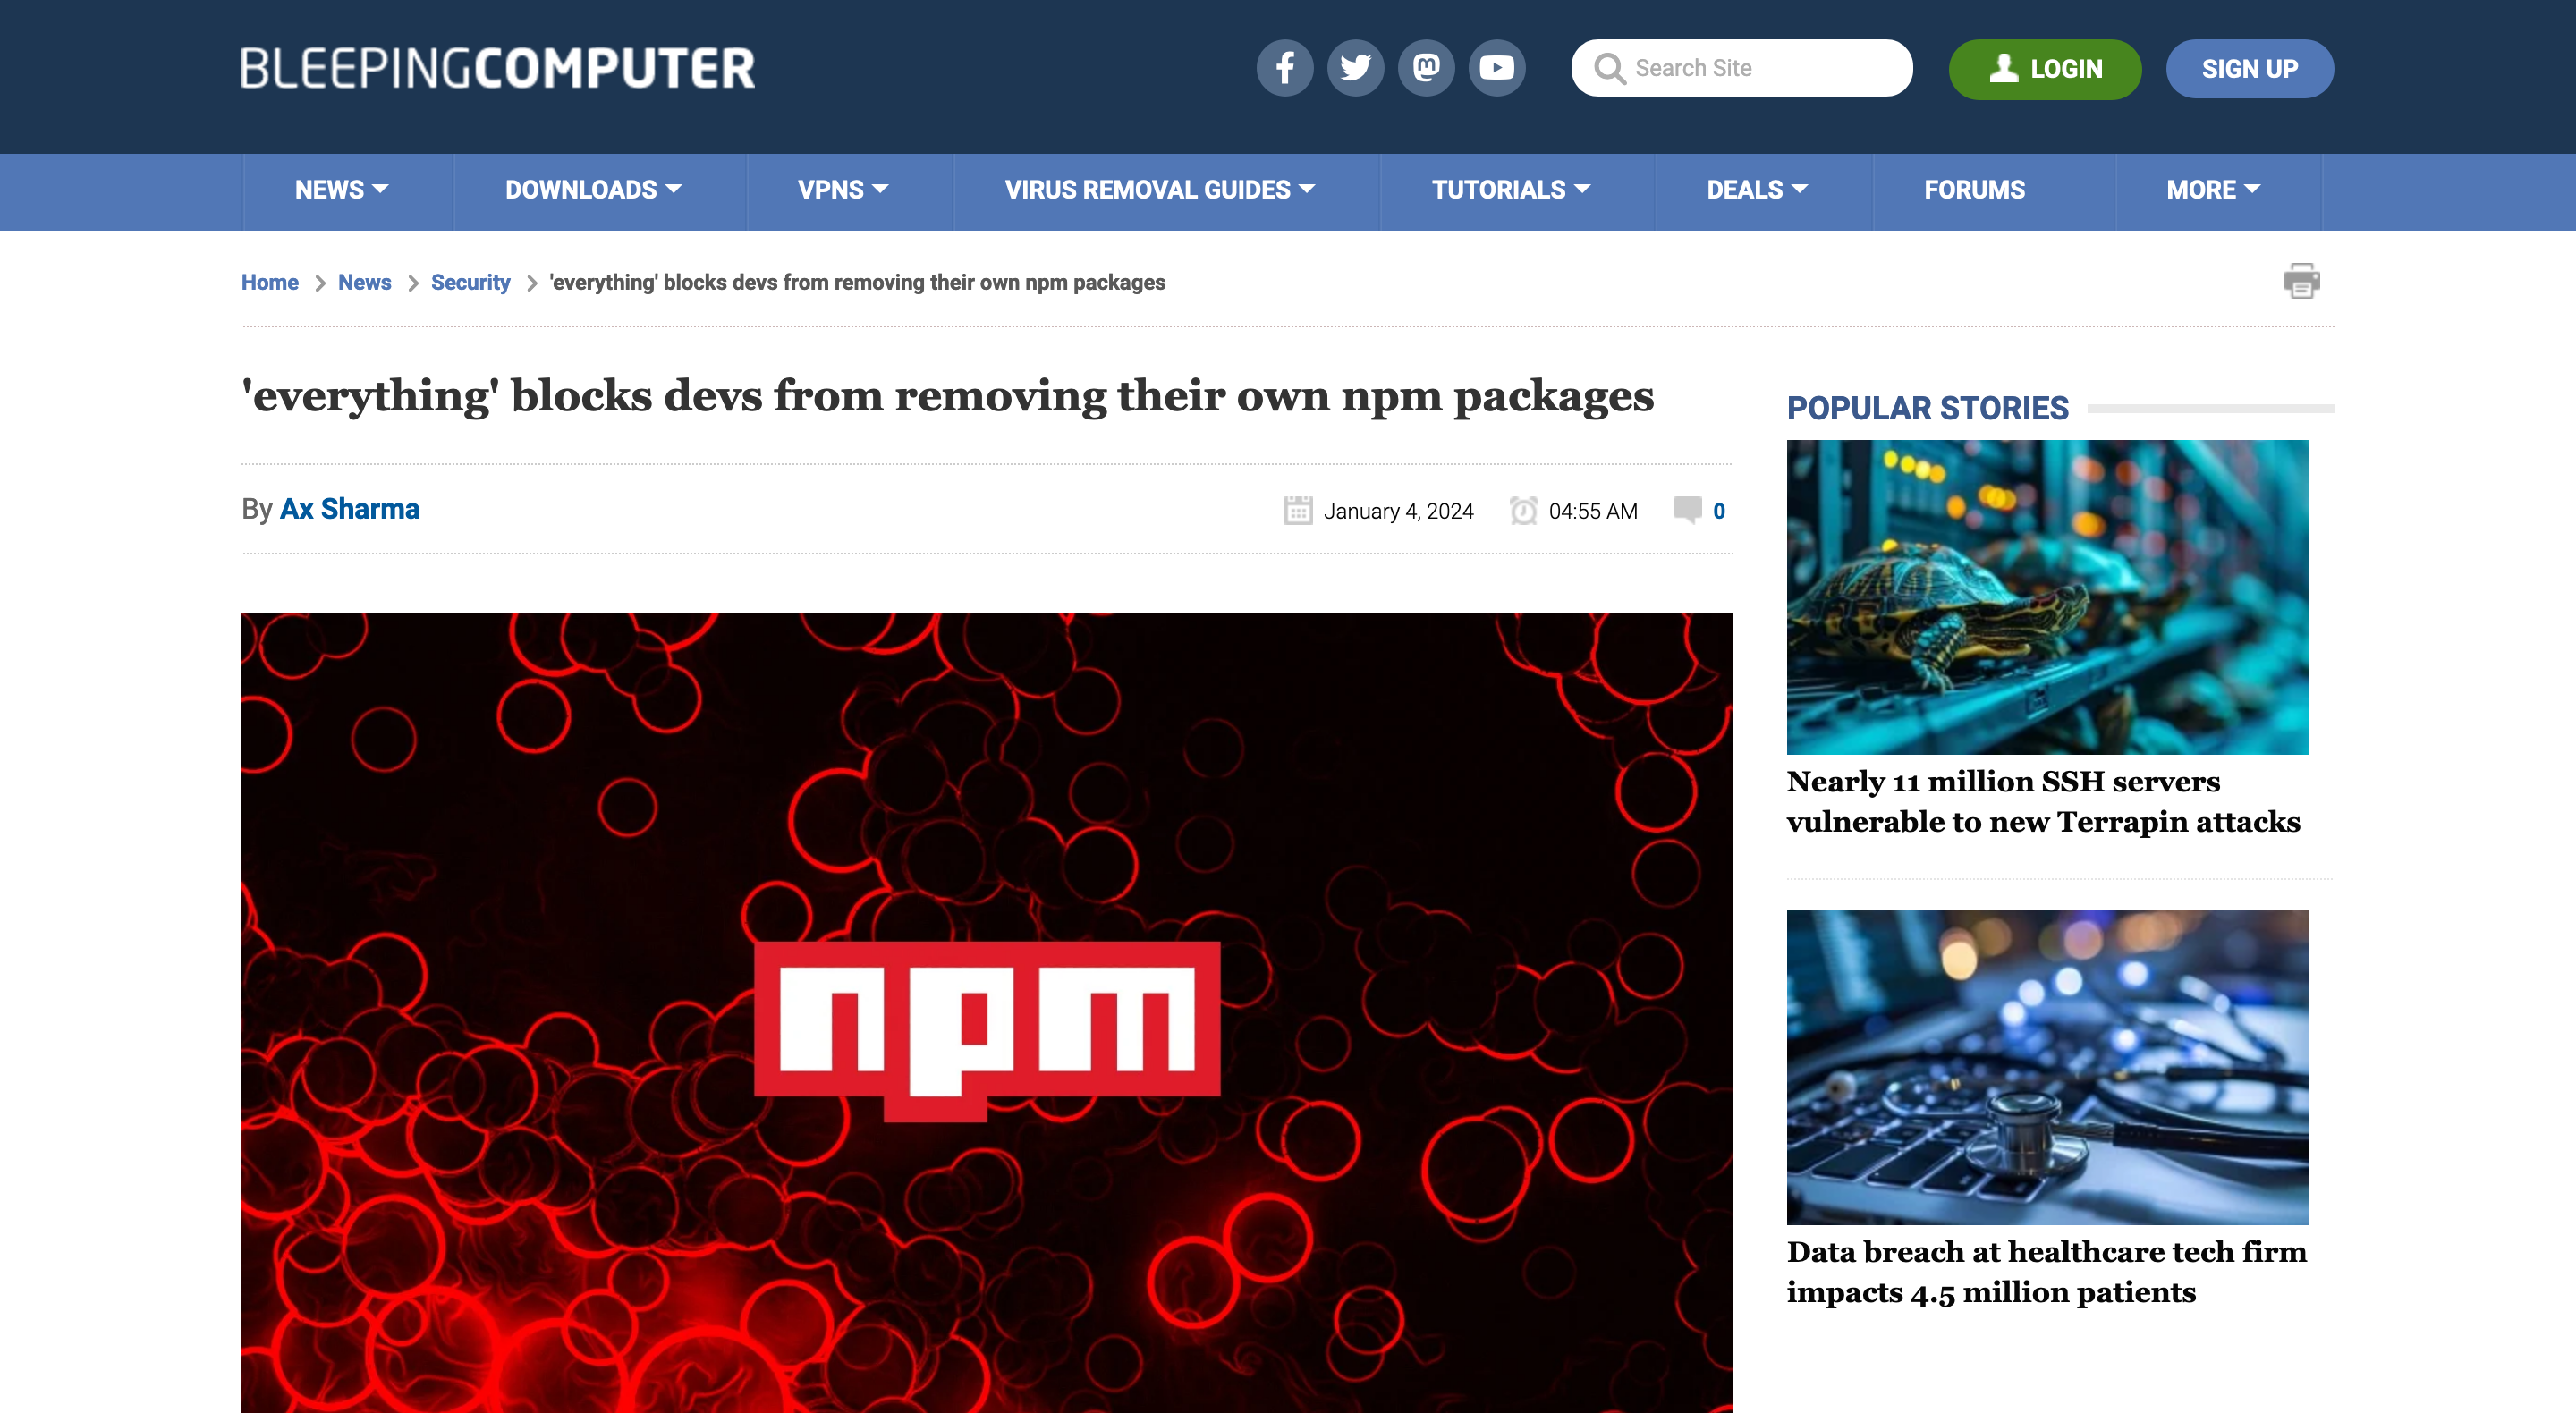 BLEEPINGCOMPUTER
Search Site
LOGIN
SIGN UP
NEWS
DOWNLOADS
VPNS
VIRUS REMOVAL GUIDES
TUTORIALS
DEALS
FORUMS
MORE
Home > News > Security > 'everything' blocks devs from removing their own npm packages
'everything' blocks devs from removing their own npm packages
By Ax Sharma
January 4, 2024
04:55 AM
0
npm
POPULAR STORIES
Nearly 11 million SSH servers
vulnerable to new Terrapin attacks
Data breach at healthcare tech firm
impacts 4.5 million patients